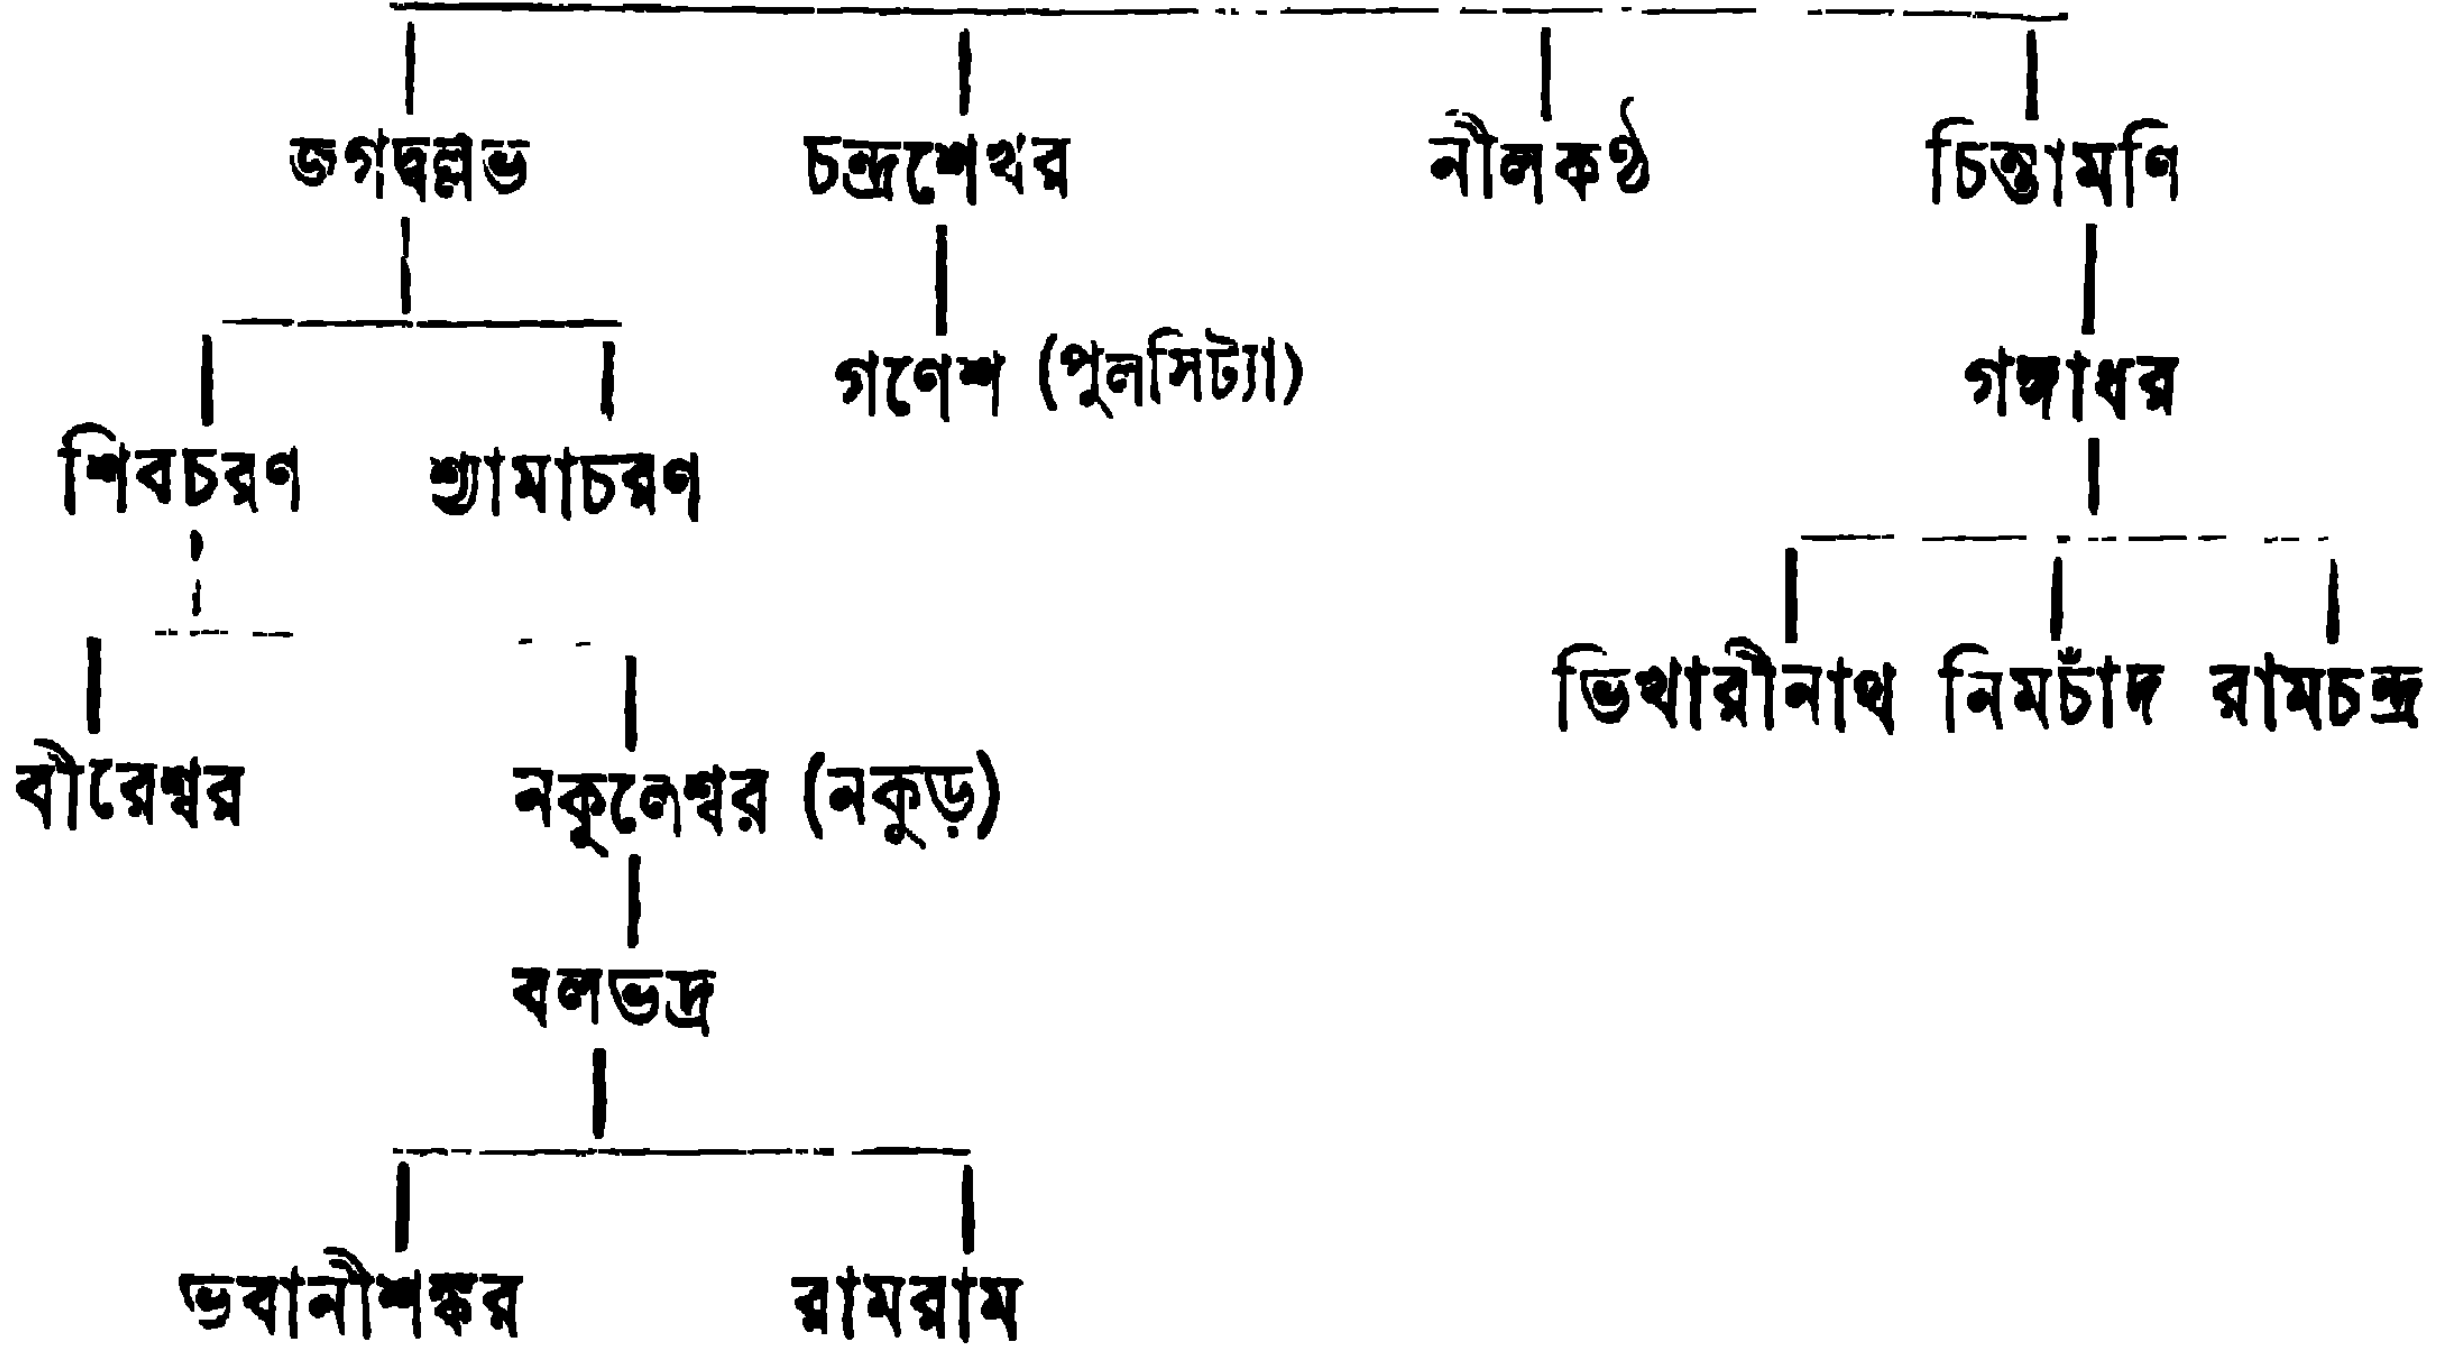 জগদ্বল্লভ চন্দ্রশেখর নীলকণ্ঠ চিন্তামণি
গণেশ (পুলসিট্যা) গঙ্গাধর
শিবচরণ শ্যামাচরণ
ভিখারীনাথ নিমচাঁদ রামচন্দ্র
বীরেশ্বর নকুলেশ্বর (নকুড়)
বলভদ্র
ভবানীশঙ্কর রামরাম